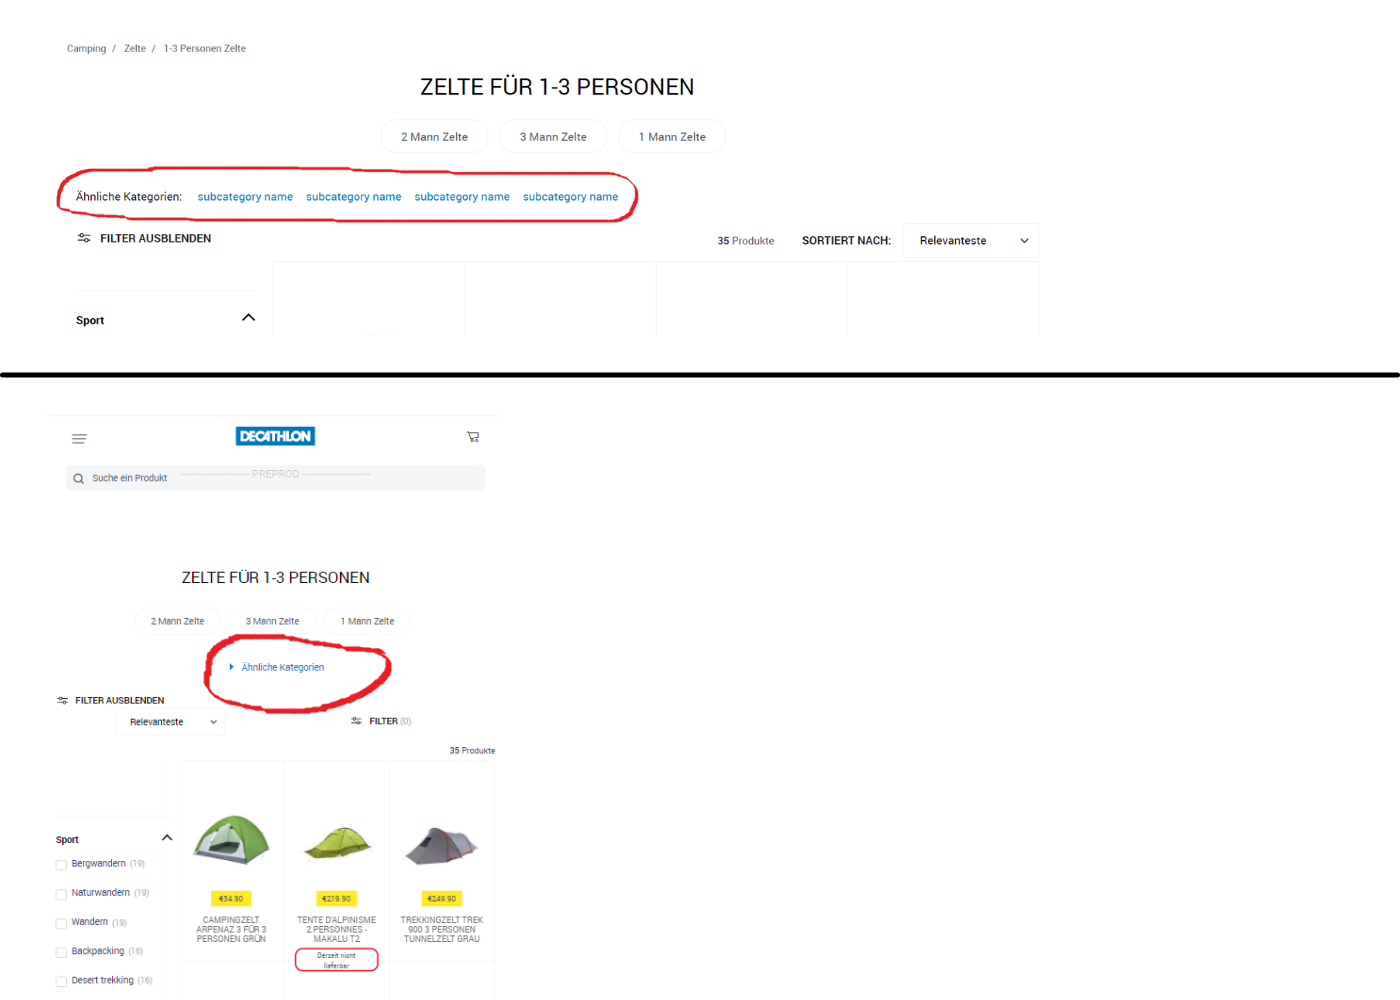 Camping / Zelte / 1-3 Personen Zelte
ZELTE FÜR 1-3 PERSONEN
2 Mann Zelte 3 Mann Zelte 1 Mann Zelte
Ähnliche Kategorien: subcategory name subcategory name subcategory name subcategory name
FILTER AUSBLENDEN 35 Produkte SORTIERT NACH: Relevanteste
Sport
DECATHLON
Suche ein Produkt ---------------------- PREPROD ----------------------
ZELTE FÜR 1-3 PERSONEN
2 Mann Zelte 3 Mann Zelte 1 Mann Zelte
Ähnliche Kategorien
FILTER AUSBLENDEN
Relevanteste FILTER (0)
35 Produkte
Sport
Bergwandern (19)
Naturwandern (19)
Wandern (19)
Backpacking (16)
Desert trekking (16)
€34.90
CAMPINGZELT
ARPENAZ 3 FÜR 3
PERSONEN GRÜN
€219.90
TENTE D'ALPINISME
2 PERSONNES -
MAKALU T2
Derzeit nicht
lieferbar
€249.90
TREKKINGZELT TREK
900 3 PERSONEN
TUNNELZELT GRAU